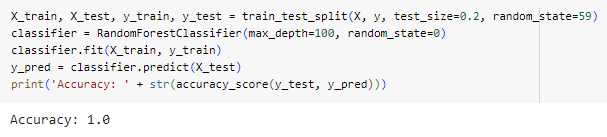 X_train, X_test, y_train, y_test = train_test_split(X, y, test_size=0.2, random_state=59)
classifier = RandomForestClassifier(max_depth=100, random_state=0)
classifier.fit(X_train, y_train)
y_pred = classifier.predict(X_test)
print('Accuracy: ' + str(accuracy_score(y_test, y_pred)))
Accuracy: 1.0